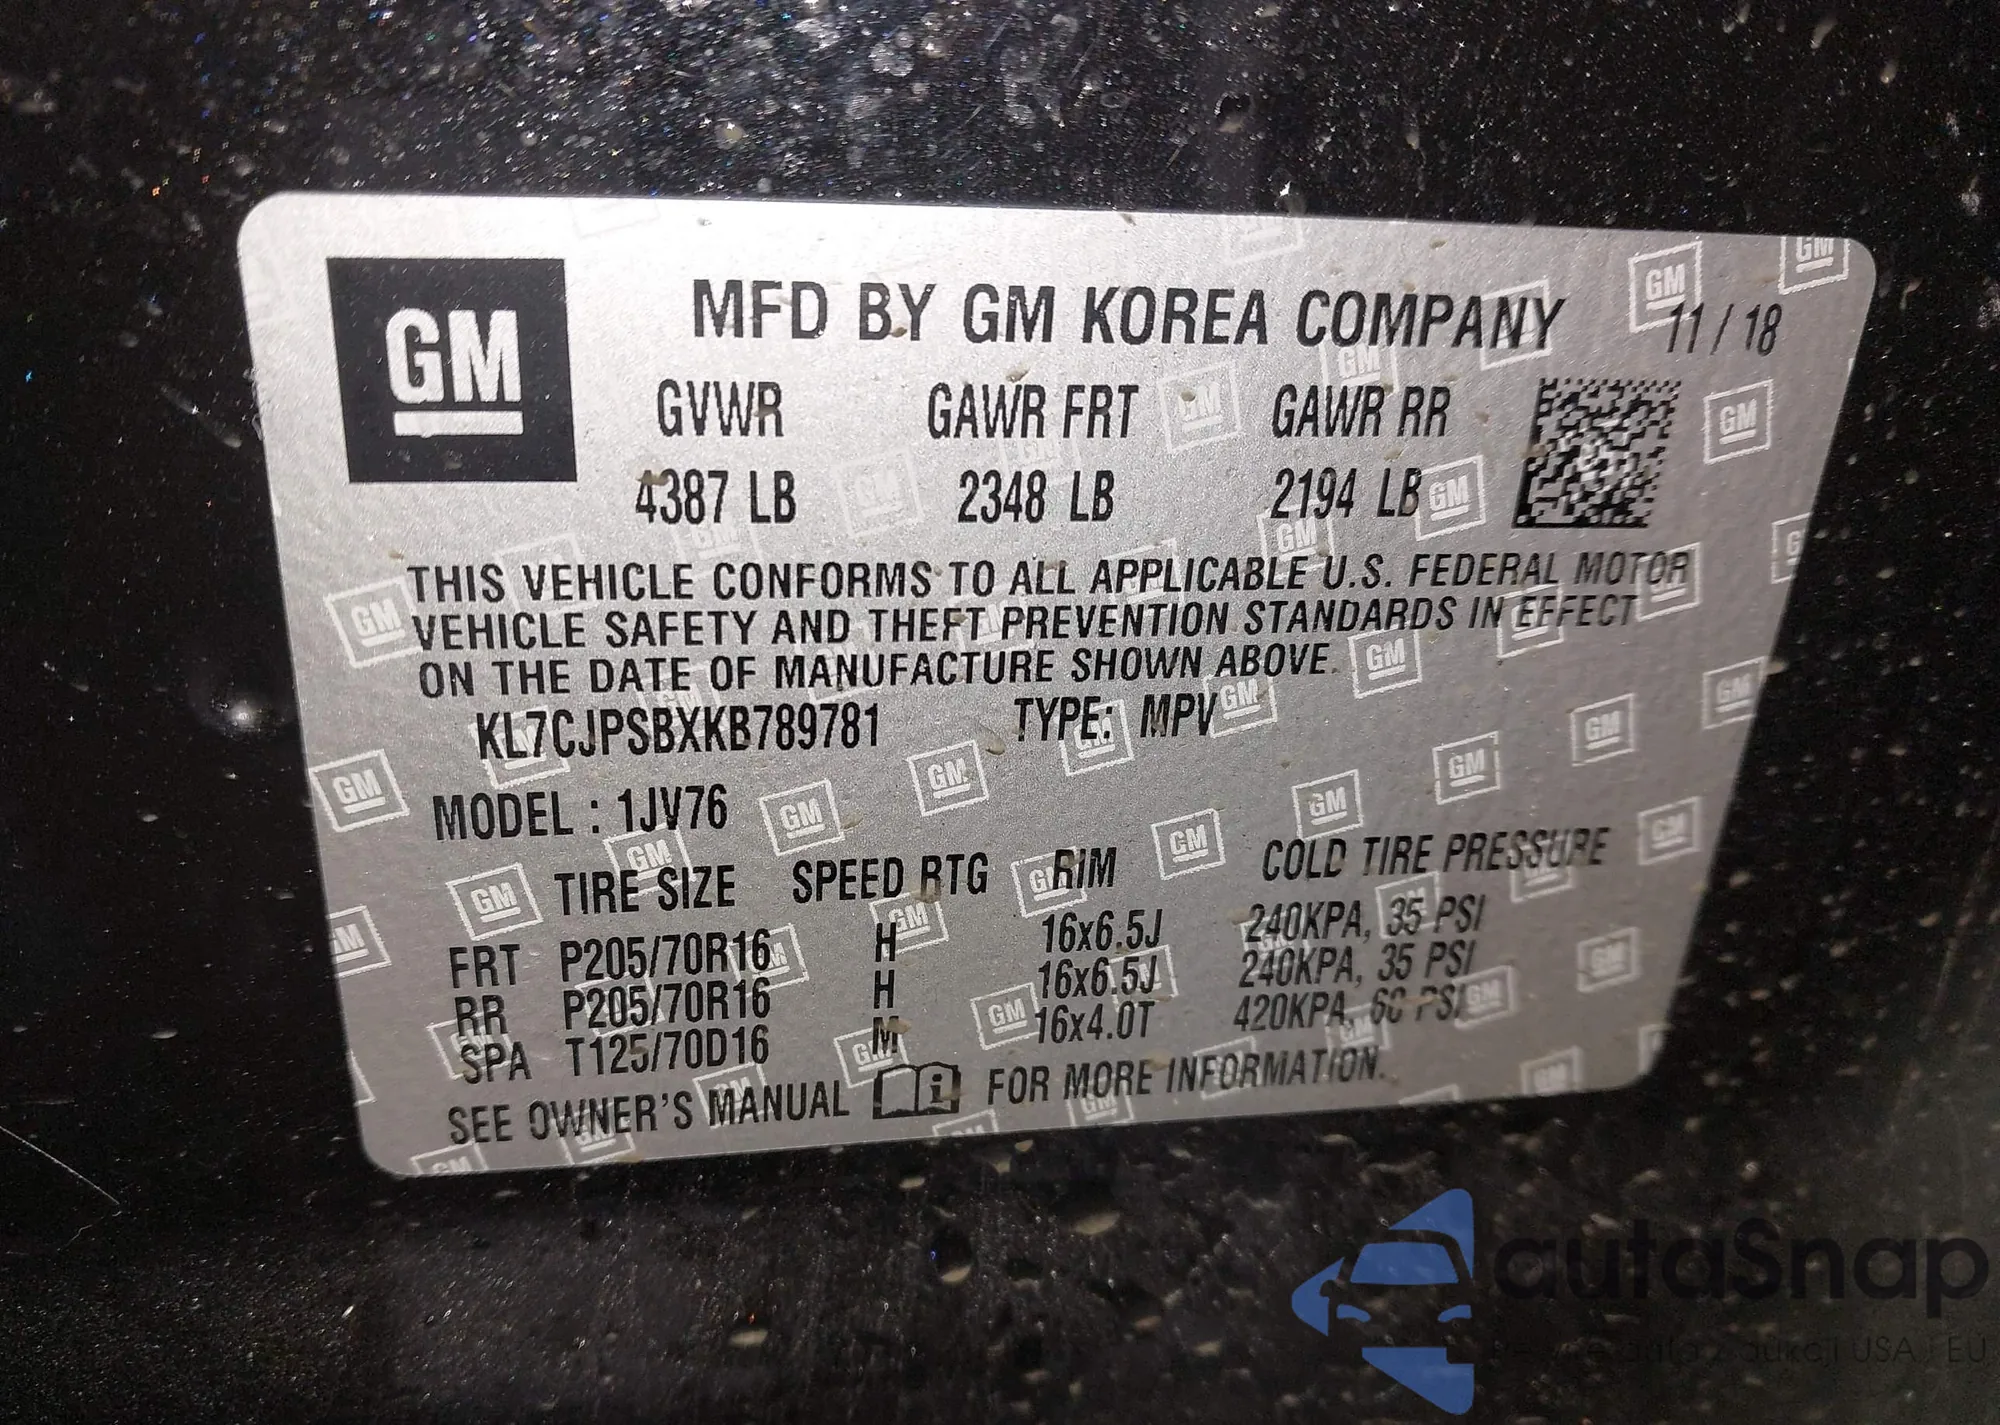 GM
MFD BY GM KOREA COMPANY 11 / 18
GVWR GAWR FRT GAWR RR
4387 LB 2348 LB 2194 LB
THIS VEHICLE CONFORMS TO ALL APPLICABLE U.S. FEDERAL MOTOR
VEHICLE SAFETY AND THEFT PREVENTION STANDARDS IN EFFECT
ON THE DATE OF MANUFACTURE SHOWN ABOVE.
KL7CJPSBXKB789781 TYPE: MPV
MODEL : 1JV76
TIRE SIZE SPEED RTG RIM COLD TIRE PRESSURE
FRT P205/70R16 H 16x6.5J 240KPA, 35 PSI
RR P205/70R16 H 16x6.5J 240KPA, 35 PSI
SPA T125/70D16 M 16x4.0T 420KPA, 60 PSI
SEE OWNER'S MANUAL FOR MORE INFORMATION.
autaSnap
USA EU